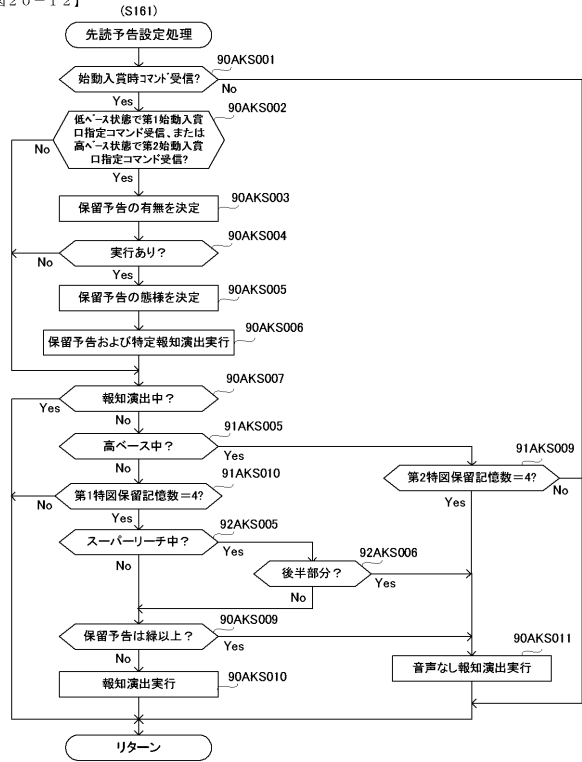 図20-12】
(S161)
先読予告設定処理
90AKS001
始動入賞時コマンド受信?
No
Yes
90AKS002
低ベース状態で第1始動入賞
口指定コマンド受信、または
高ベース状態で第2始動入賞
口指定コマンド受信?
No
Yes
90AKS003
保留予告の有無を決定
90AKS004
実行あり?
No
Yes
90AKS005
保留予告の態様を決定
90AKS006
保留予告および特定報知演出実行
90AKS007
報知演出中?
Yes
No
91AKS005
高ベース中?
Yes
No
91AKS009
第2特図保留記憶数=4?
No
Yes
91AKS010
第1特図保留記憶数=4?
No
Yes
92AKS005
スーパーリーチ中?
Yes
No
92AKS006
後半部分?
Yes
No
90AKS009
保留予告は緑以上?
Yes
No
90AKS011
音声なし報知演出実行
報知演出実行
90AKS010
リターン